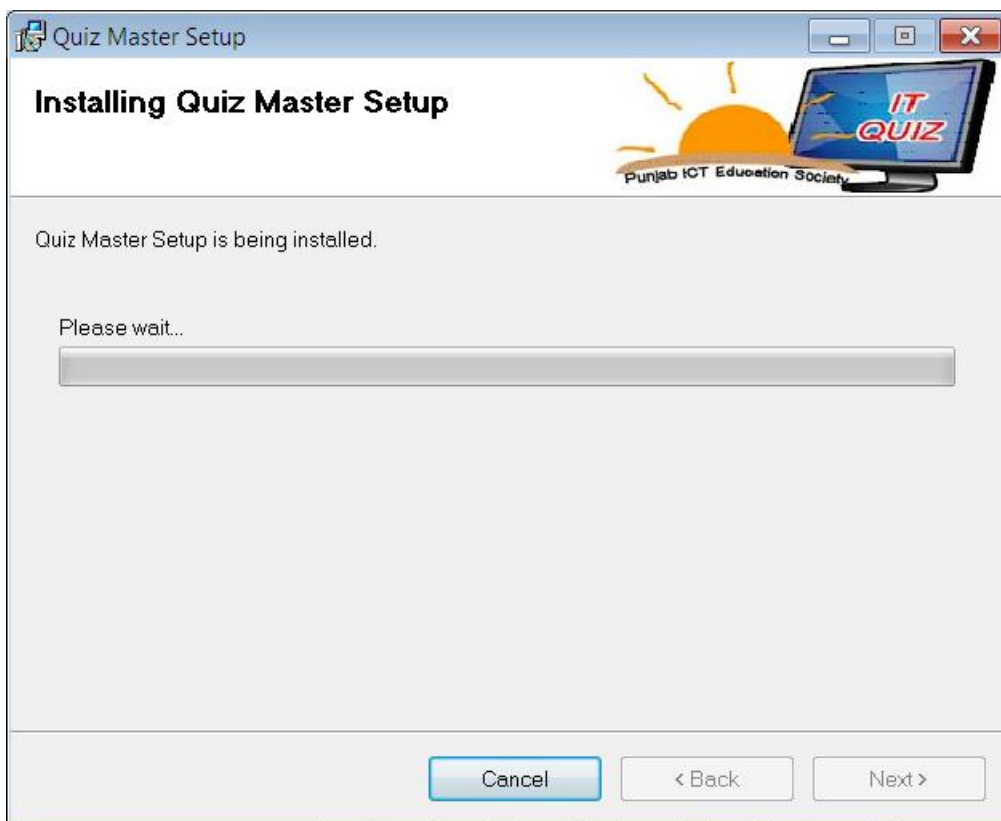 Quiz Master Setup
Installing Quiz Master Setup
IT
QUIZ
Punjab ICT Education Society
Quiz Master Setup is being installed.
Please wait...
Cancel
< Back
Next >